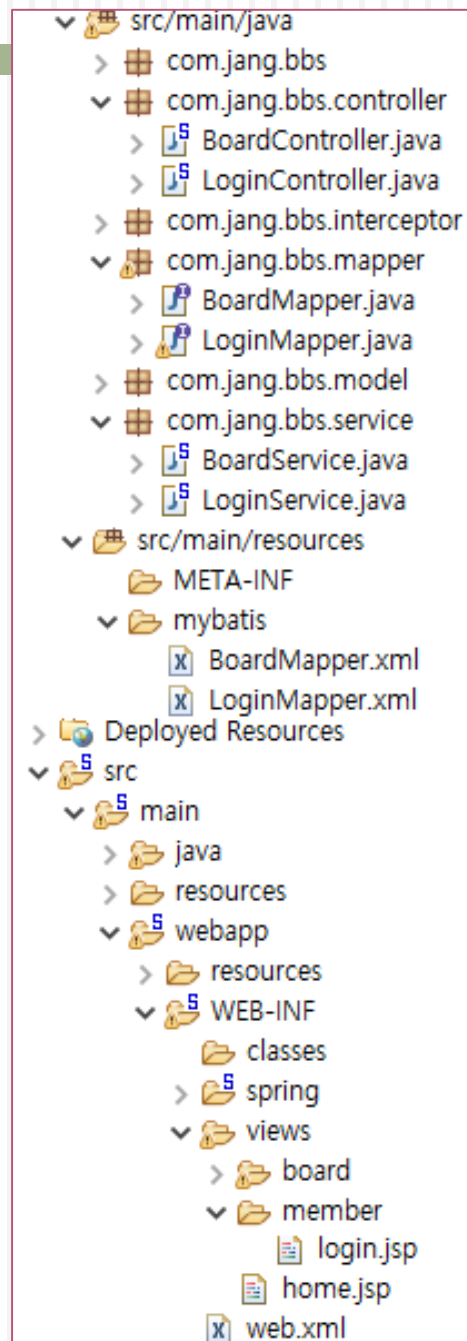 src/main/java
com.jang.bbs
com.jang.bbs.controller
BoardController.java
LoginController.java
com.jang.bbs.interceptor
com.jang.bbs.mapper
BoardMapper.java
LoginMapper.java
com.jang.bbs.model
com.jang.bbs.service
BoardService.java
LoginService.java
src/main/resources
META-INF
mybatis
BoardMapper.xml
LoginMapper.xml
Deployed Resources
src
main
java
resources
webapp
resources
WEB-INF
classes
spring
views
board
member
login.jsp
home.jsp
web.xml